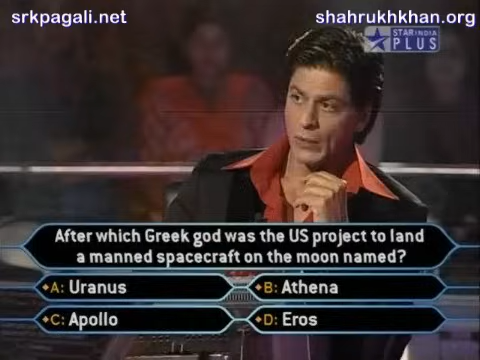 srkpagali.net
shahrukhkhan.org
STAR INDIA
PLUS
After which Greek god was the US project to land
a manned spacecraft on the moon named?
A: Uranus
B: Athena
C: Apollo
D: Eros